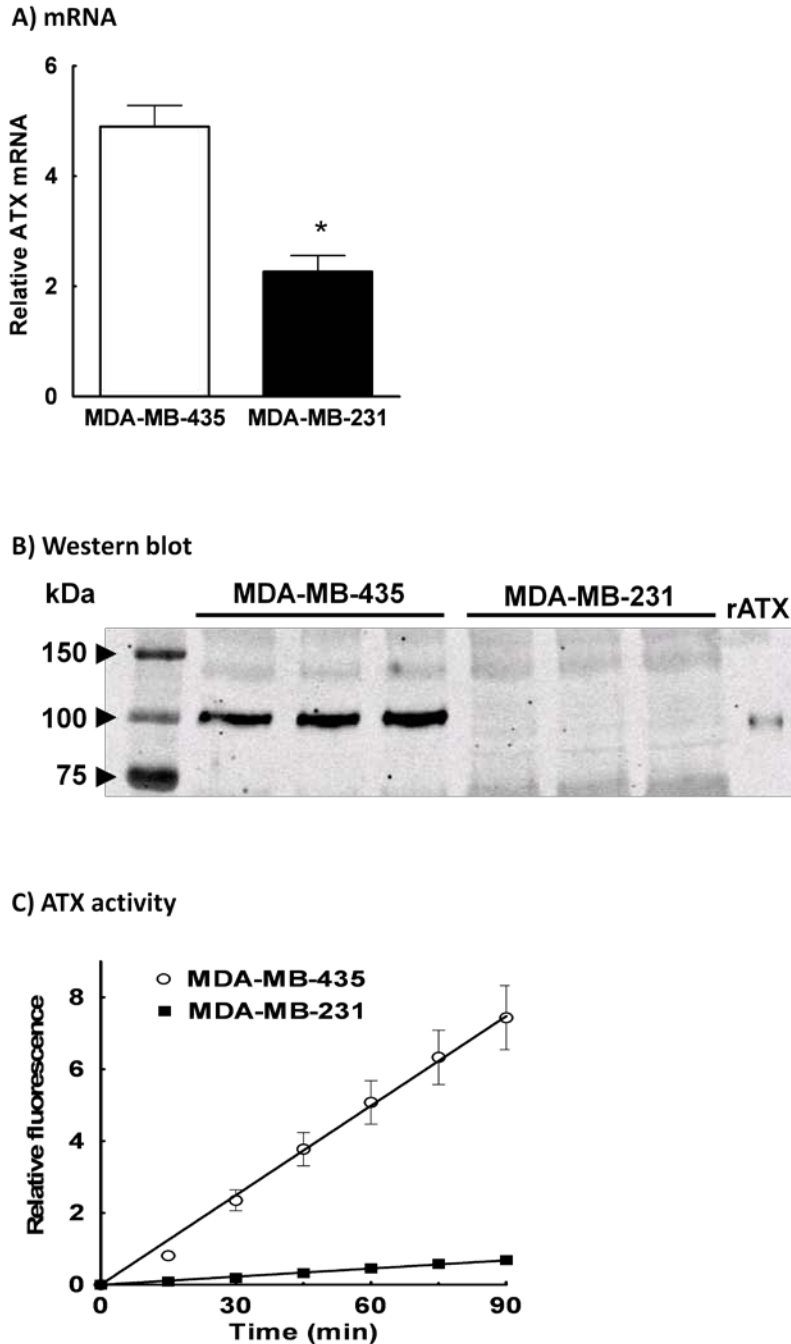 A) mRNA
6
4
2
0
Relative ATX mRNA
*
MDA-MB-435 MDA-MB-231
B) Western blot
kDa MDA-MB-435 MDA-MB-231 rATX
150
100
75
C) ATX activity
MDA-MB-435
MDA-MB-231
8
6
4
2
0
Relative fluorescence
0 30 60 90
Time (min)